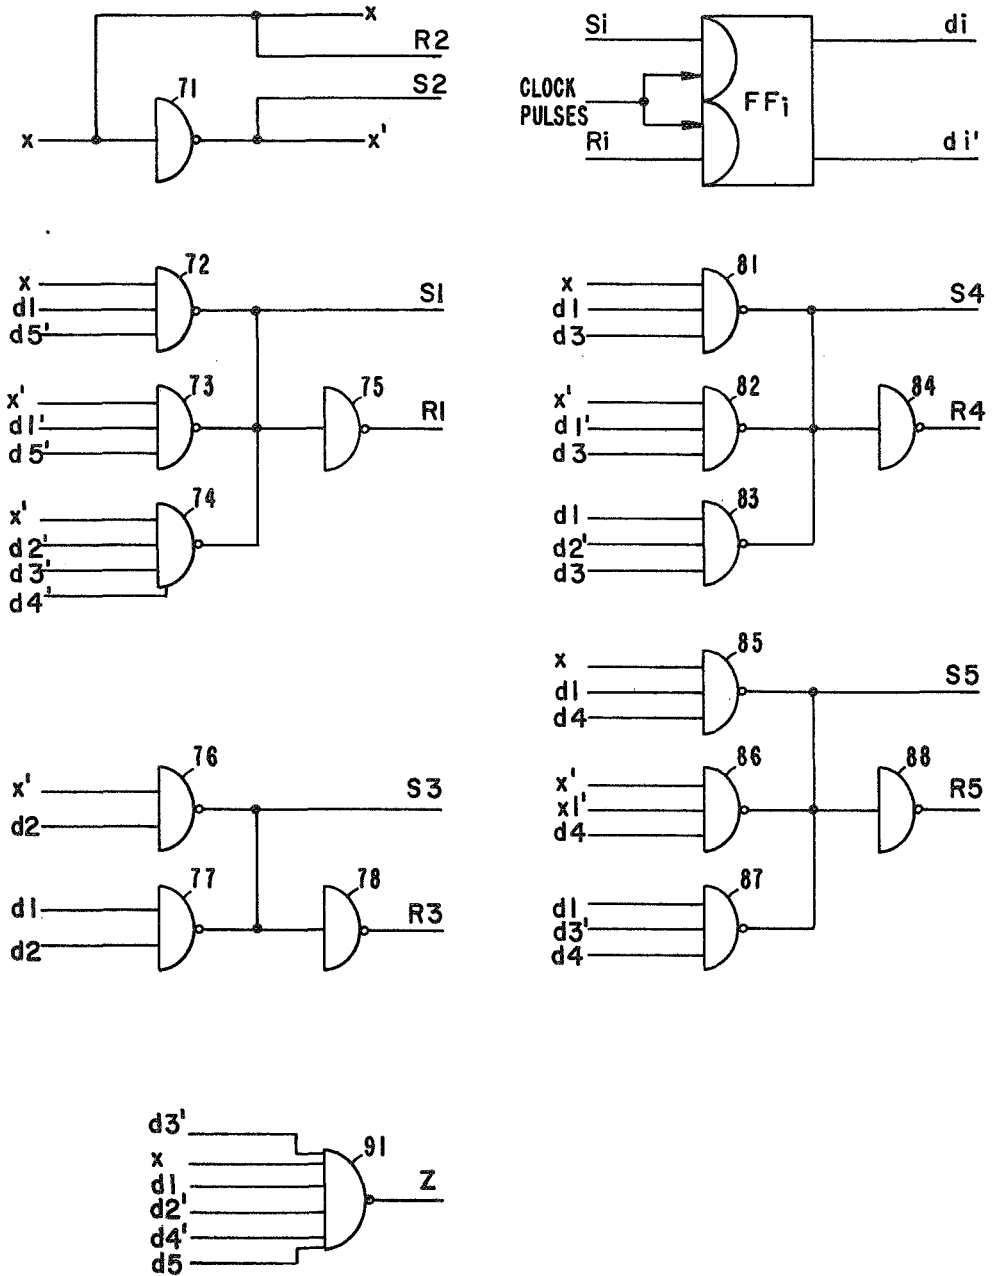 x
R2
S2
71
x
x'
Si
CLOCK
PULSES
Ri
FFi
di
di'
72
x
d1
d5'
S1
73
x'
d1'
d5'
75
R1
74
x'
d2'
d3'
d4'
81
x
d1
d3
S4
82
x'
d1'
d3
84
R4
83
d1
d2'
d3
85
x
d1
d4
S5
86
x'
x1'
d4
88
R5
87
d1
d3'
d4
76
x'
d2
S3
77
d1
d2
78
R3
d3'
x
d1
d2'
d4'
d5
91
Z